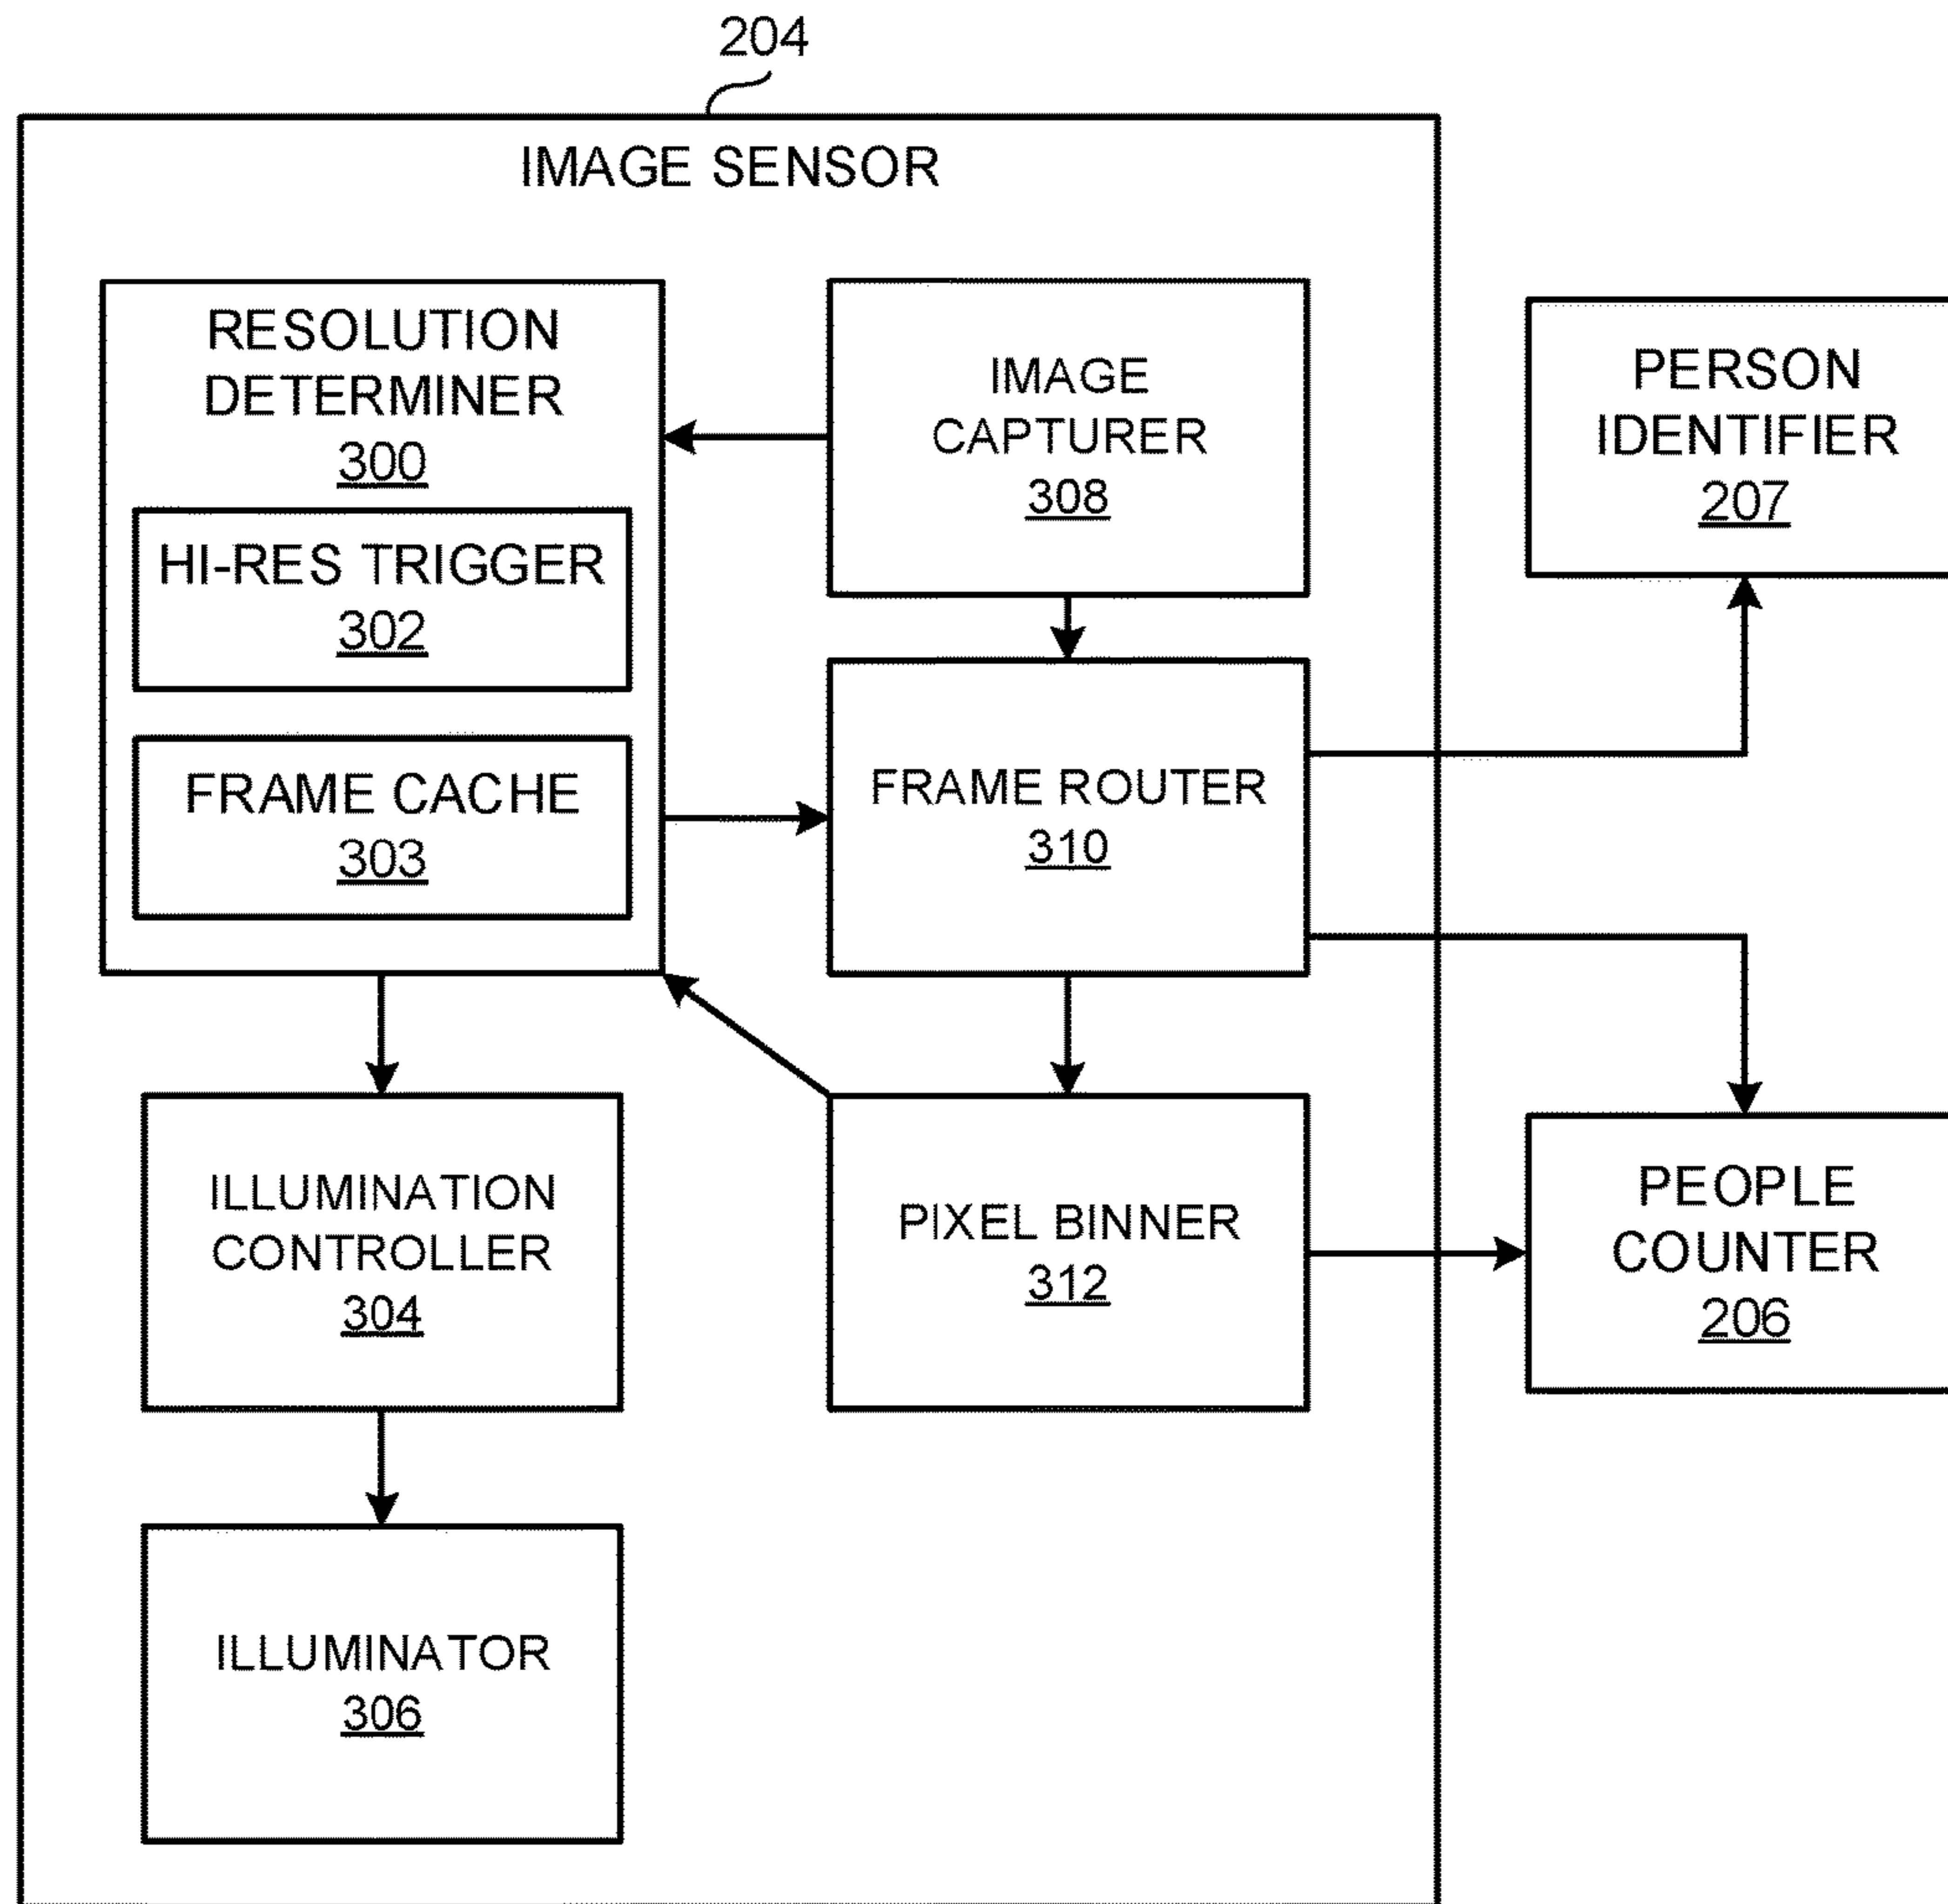 204
IMAGE SENSOR
RESOLUTION
DETERMINER
300
HI-RES TRIGGER
302
FRAME CACHE
303
IMAGE
CAPTURER
308
FRAME ROUTER
310
PERSON
IDENTIFIER
207
ILLUMINATION
CONTROLLER
304
PIXEL BINNER
312
PEOPLE
COUNTER
206
ILLUMINATOR
306